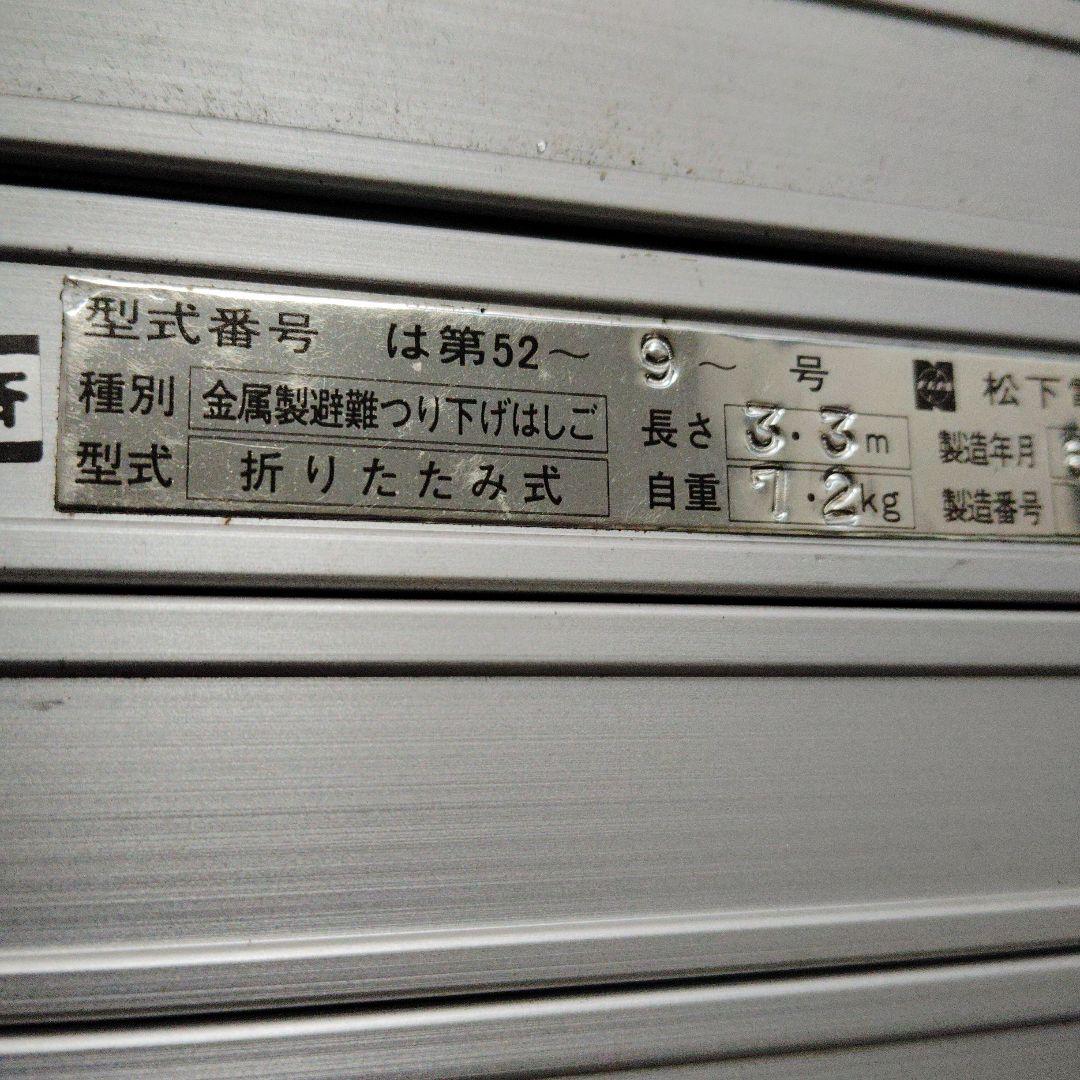 型式番号 は第52～9～ 号 松下
種別 金属製避難つり下げはしご 長さ 3.3m 製造年月
型式 折りたたみ式 自重 7.2kg 製造番号